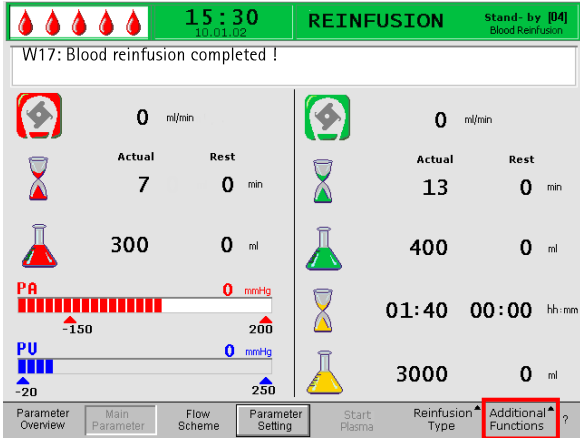 15:30
10.01.02
REINFUSION
Stand- by [04]
Blood Reinfusion
W17: Blood reinfusion completed !
0 ml/min
Actual Rest
7 0 min
300 0 ml
PA 0 mmHg
-150 200
PV 0 mmHg
-20 250
0 ml/min
Actual Rest
13 0 min
400 0 ml
01:40 00:00 hh:mm
3000 0 ml
Parameter Overview
Main Parameter
Flow Scheme
Parameter Setting
Start Plasma
Reinfusion Type
Additional Functions
?